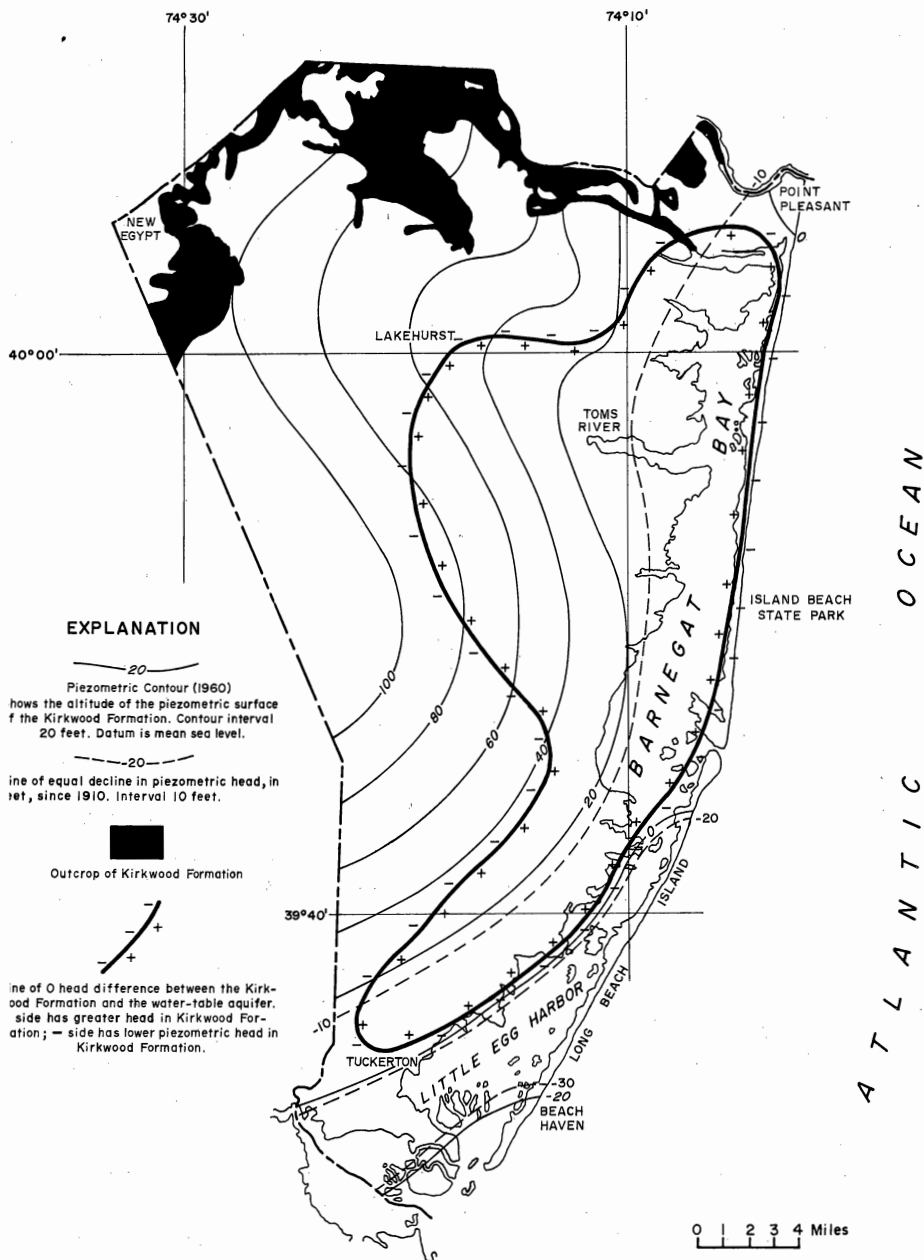 74°30'
74°10'
-10
POINT
PLEASANT
0
NEW
EGYPT
LAKEHURST
40°00'
TOMS
RIVER
BARNEGAT BAY
ATLANTIC OCEAN
ISLAND BEACH
STATE PARK
100
80
60
40
20
0
-20
EXPLANATION
20
Piezometric Contour (1960)
hows the altitude of the piezometric surface
f the Kirkwood Formation. Contour interval
20 feet. Datum is mean sea level.
-20
ine of equal decline in piezometric head, in
eet, since 1910. Interval 10 feet.
Outcrop of Kirkwood Formation
ine of 0 head difference between the Kirk-
ood Formation and the water-table aquifer.
side has greater head in Kirkwood For-
ation; — side has lower piezometric head in
Kirkwood Formation.
39°40'
-10
TUCKERTON
LITTLE EGG HARBOR
LONG BEACH ISLAND
-30
-20
BEACH
HAVEN
0 1 2 3 4 Miles